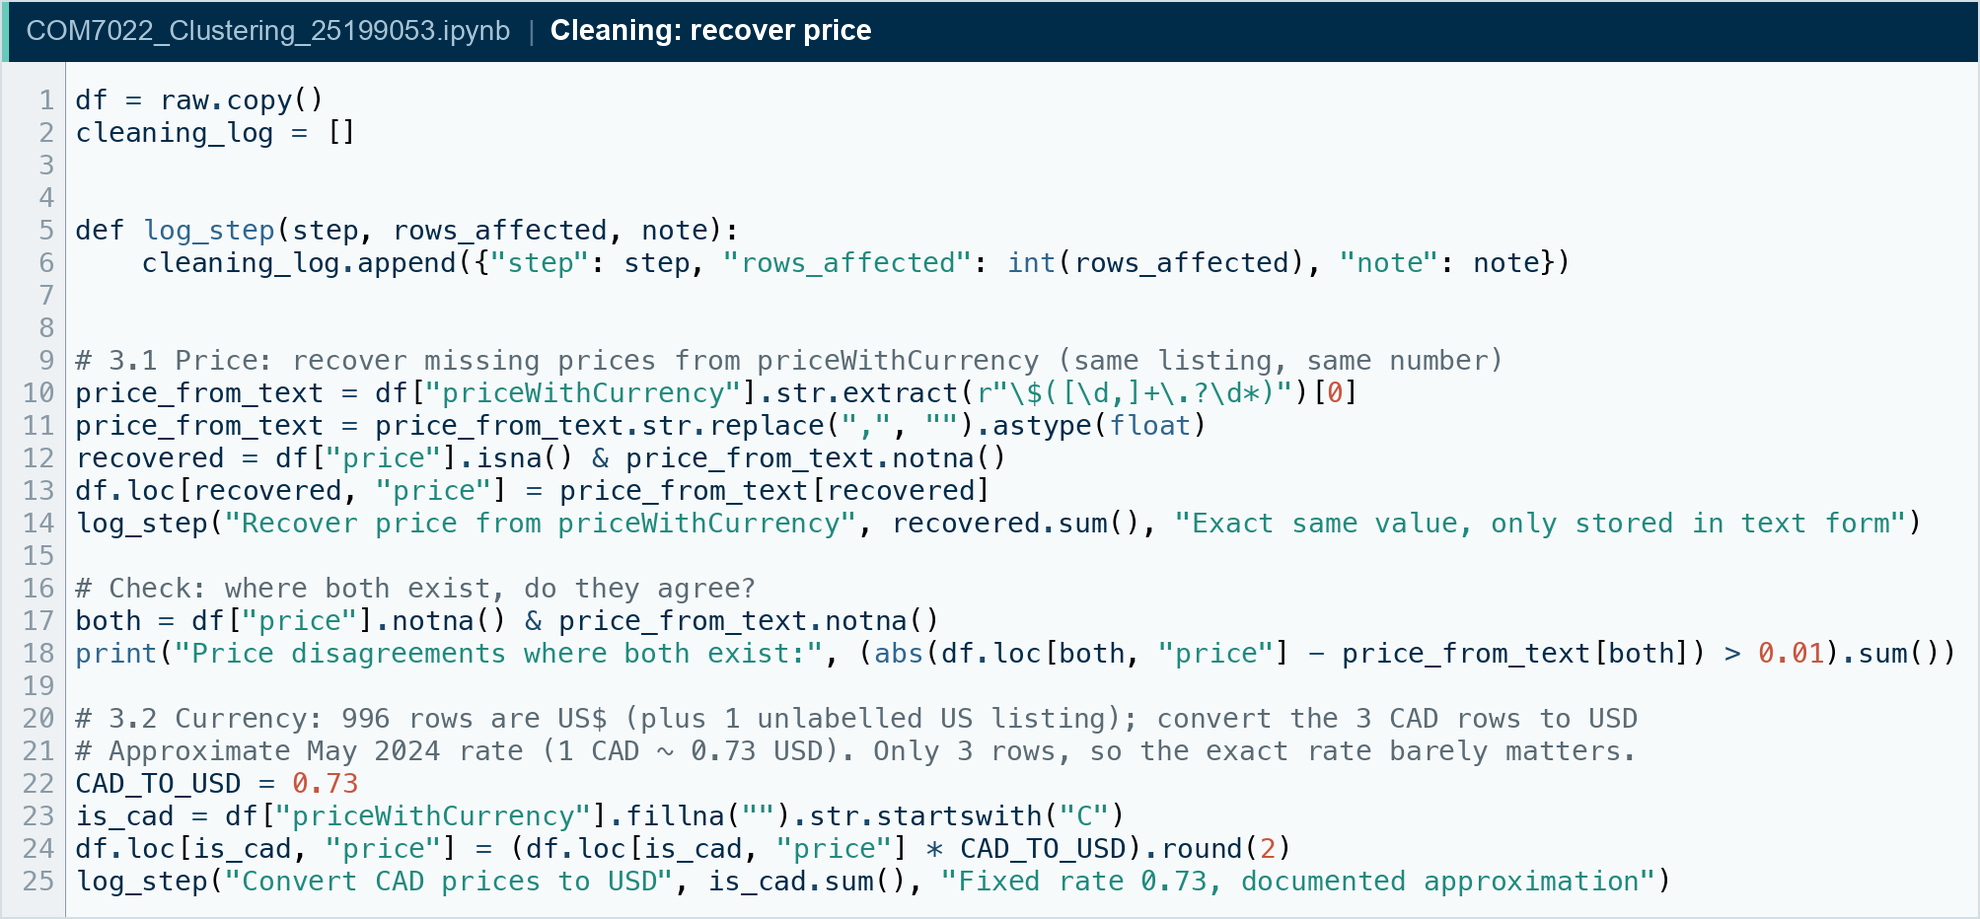 COM7022_Clustering_25199053.ipynb | Cleaning: recover price
1 df = raw.copy()
2 cleaning_log = []
3
4
5 def log_step(step, rows_affected, note):
6     cleaning_log.append({"step": step, "rows_affected": int(rows_affected), "note": note})
7
8
9 # 3.1 Price: recover missing prices from priceWithCurrency (same listing, same number)
10 price_from_text = df["priceWithCurrency"].str.extract(r"\$([\d,]+\.?\d*)")[0]
11 price_from_text = price_from_text.str.replace(",", "").astype(float)
12 recovered = df["price"].isna() & price_from_text.notna()
13 df.loc[recovered, "price"] = price_from_text[recovered]
14 log_step("Recover price from priceWithCurrency", recovered.sum(), "Exact same value, only stored in text form")
15
16 # Check: where both exist, do they agree?
17 both = df["price"].notna() & price_from_text.notna()
18 print("Price disagreements where both exist:", (abs(df.loc[both, "price"] - price_from_text[both]) > 0.01).sum())
19
20 # 3.2 Currency: 996 rows are US$ (plus 1 unlabelled US listing); convert the 3 CAD rows to USD
21 # Approximate May 2024 rate (1 CAD ~ 0.73 USD). Only 3 rows, so the exact rate barely matters.
22 CAD_TO_USD = 0.73
23 is_cad = df["priceWithCurrency"].fillna("").str.startswith("C")
24 df.loc[is_cad, "price"] = (df.loc[is_cad, "price"] * CAD_TO_USD).round(2)
25 log_step("Convert CAD prices to USD", is_cad.sum(), "Fixed rate 0.73, documented approximation")